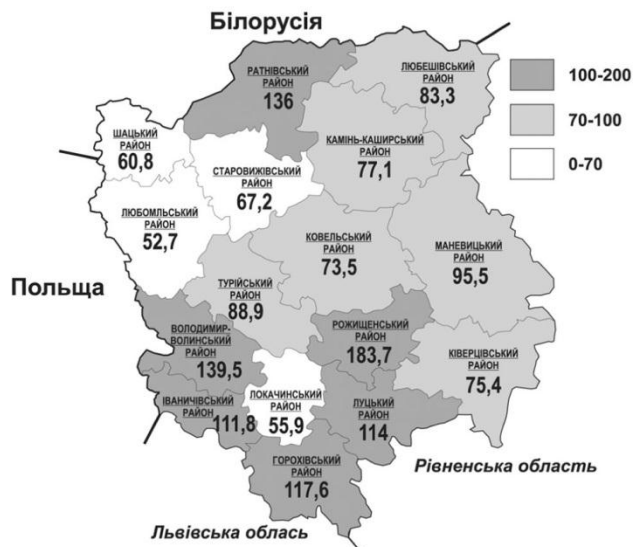 Білорусія
РАТНІВСЬКИЙ
РАЙОН
136
ЛЮБЕШІВСЬКИЙ
РАЙОН
83,3
100-200
70-100
0-70
ШАЦЬКИЙ
РАЙОН
60,8
КАМІНЬ-КАШИРСЬКИЙ
РАЙОН
77,1
СТАРОВИЖІВСЬКИЙ
РАЙОН
67,2
ЛЮБОМЛЬСЬКИЙ
РАЙОН
52,7
КОВЕЛЬСЬКИЙ
РАЙОН
73,5
МАНЕВИЦЬКИЙ
РАЙОН
95,5
Польща
ТУРІЙСЬКИЙ
РАЙОН
88,9
ВОЛОДИМИР-
ВОЛИНСЬКИЙ
РАЙОН
139,5
РОЖИЩЕНСЬКИЙ
РАЙОН
183,7
КІВЕРЦІВСЬКИЙ
РАЙОН
75,4
ІВАНИЧІВСЬКИЙ
РАЙОН
111,8
ЛОКАЧИНСЬКИЙ
РАЙОН
55,9
ЛУЦЬКИЙ
РАЙОН
114
ГОРОХІВСЬКИЙ
РАЙОН
117,6
Рівненська область
Львівська облась